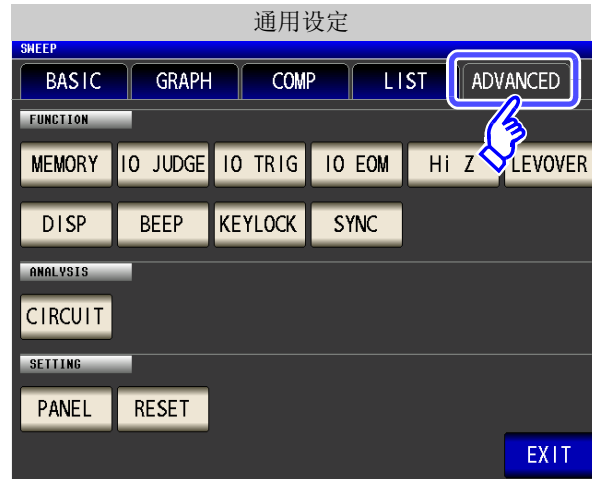 通用设定
SWEEP
BASIC GRAPH COMP LIST ADVANCED
FUNCTION
MEMORY IO JUDGE IO TRIG IO EOM Hi Z LEVOVER
DISP BEEP KEYLOCK SYNC
ANALYSIS
CIRCUIT
SETTING
PANEL RESET
EXIT